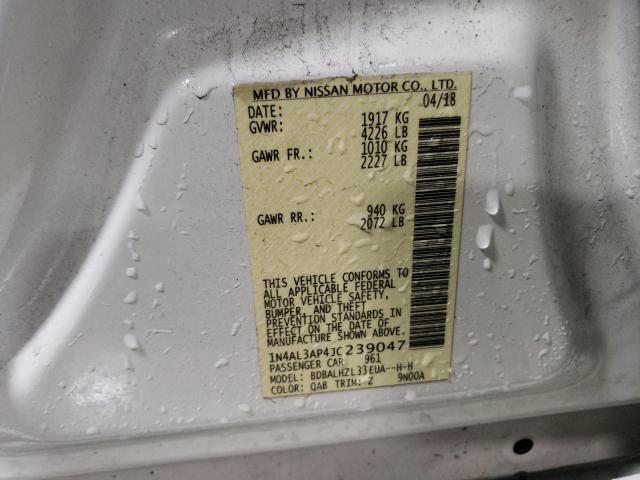 MFD BY NISSAN MOTOR CO., LTD.
DATE: 04/18
GVWR: 1917 KG
4226 LB
GAWR FR.: 1010 KG
2227 LB
GAWR RR.: 940 KG
2072 LB
THIS VEHICLE CONFORMS TO
ALL APPLICABLE FEDERAL
MOTOR VEHICLE SAFETY,
BUMPER, AND THEFT
PREVENTION STANDARDS IN
EFFECT ON THE DATE OF
MANUFACTURE SHOWN ABOVE.
1N4AL3AP4JC239047
PASSENGER CAR 961
MODEL: BDBALHZL33EUA--H-H
COLOR: QAB TRIM: Z 9N00A